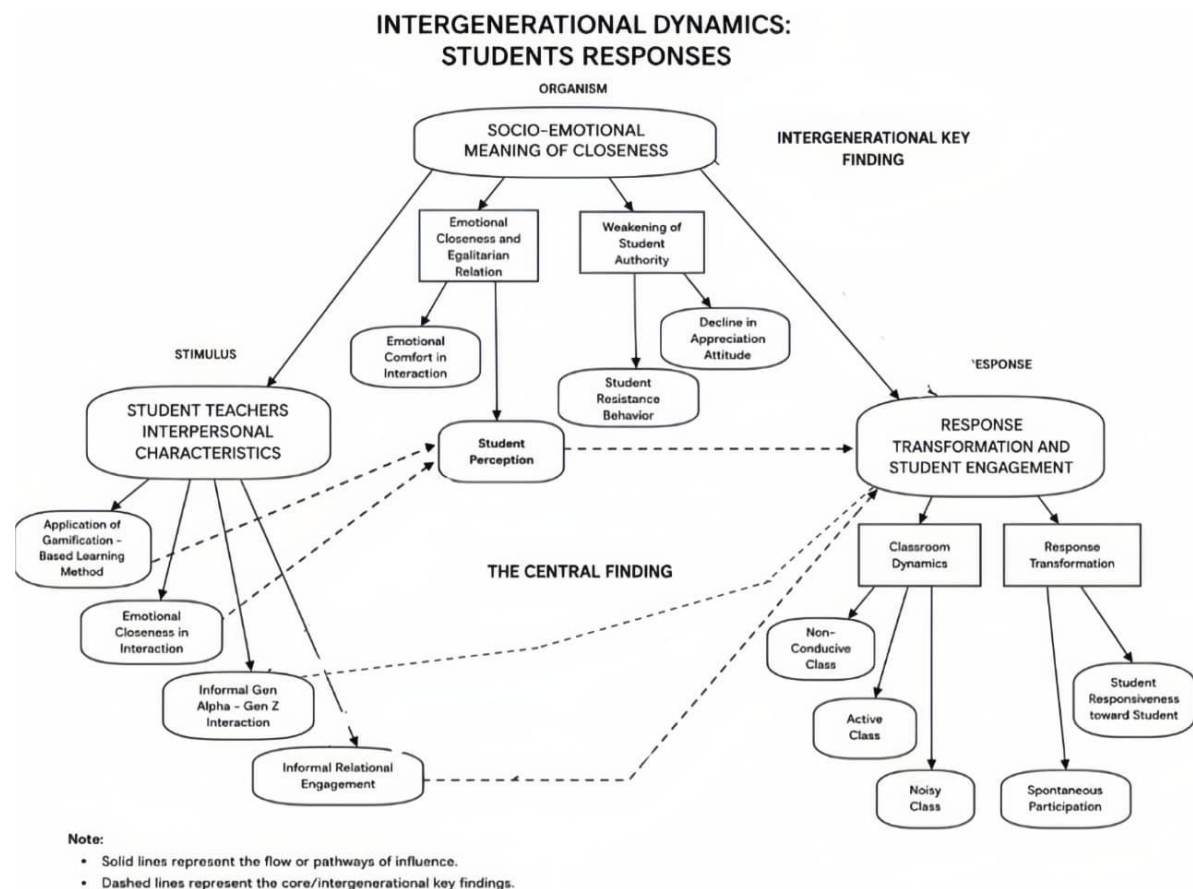 INTERGENERATIONAL DYNAMICS:
STUDENTS RESPONSES
ORGANISM
SOCIO-EMOTIONAL
MEANING OF CLOSENESS
INTERGENERATIONAL KEY
FINDING
Emotional
Closeness and
Egalitarian
Relation
Weakening of
Student
Authority
Emotional
Comfort in
Interaction
Decline in
Appreciation
Attitude
Student
Resistance
Behavior
STIMULUS
STUDENT TEACHERS
INTERPERSONAL
CHARACTERISTICS
Student
Perception
ESPONSE
RESPONSE
TRANSFORMATION AND
STUDENT ENGAGEMENT
Application of
Gamification -
Based Learning
Method
Emotional
Closeness in
Interaction
Informal Gen
Alpha - Gen Z
Interaction
Informal Relational
Engagement
THE CENTRAL FINDING
Classroom
Dynamics
Response
Transformation
Non-
Conducive
Class
Active
Class
Noisy
Class
Student
Responsiveness
toward Student
Spontaneous
Participation
Note:
• Solid lines represent the flow or pathways of influence.
• Dashed lines represent the core/intergenerational key findings.